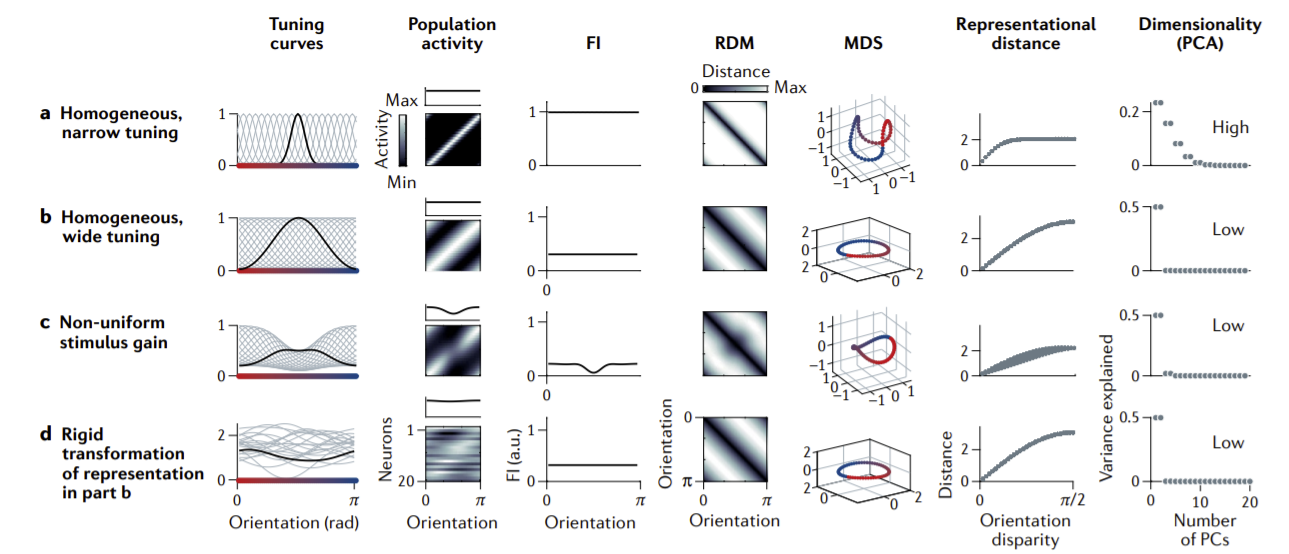 Tuning curves
Population activity
FI
RDM
MDS
Representational distance
Dimensionality (PCA)
Distance
0 Max
a Homogeneous, narrow tuning
1
0
Max
Activity
Min
1
0
1
0
−1
1
0
−1
1
0
−1
2
0
0.2
0
High
b Homogeneous, wide tuning
1
0
1
0
0
2
0
2
0
2
0
2
0
0.5
0
Low
c Non-uniform stimulus gain
1
0
1
0
0
1
0
−1
1
0
−1
−1
0
1
2
0
0.5
0
Low
d Rigid transformation of representation in part b
2
0
0
π
Orientation (rad)
Neurons
1
20
0
π
Orientation
FI (a.u.)
1
0
0
π
Orientation
Orientation
0
π
0
π
Orientation
2
0
2
0
0
2
Distance
2
0
0
π/2
Orientation disparity
Variance explained
0.5
0
Low
0
10
20
Number of PCs